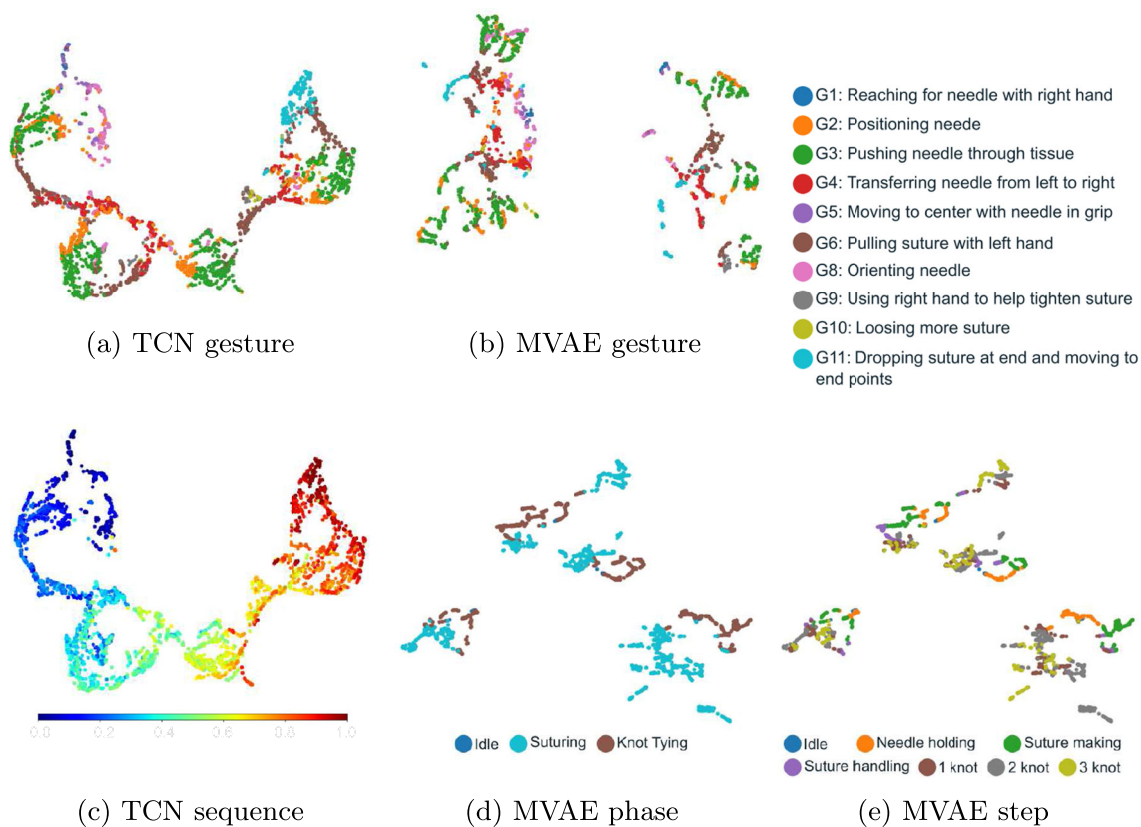 G1: Reaching for needle with right hand
G2: Positioning neede
G3: Pushing needle through tissue
G4: Transferring needle from left to right
G5: Moving to center with needle in grip
G6: Pulling suture with left hand
G8: Orienting needle
G9: Using right hand to help tighten suture
G10: Loosing more suture
G11: Dropping suture at end and moving to
end points
(a) TCN gesture
(b) MVAE gesture
0.0 0.2 0.4 0.6 0.8 1.0
Idle Suturing Knot Tying
Idle Needle holding Suture making
Suture handling 1 knot 2 knot 3 knot
(c) TCN sequence
(d) MVAE phase
(e) MVAE step